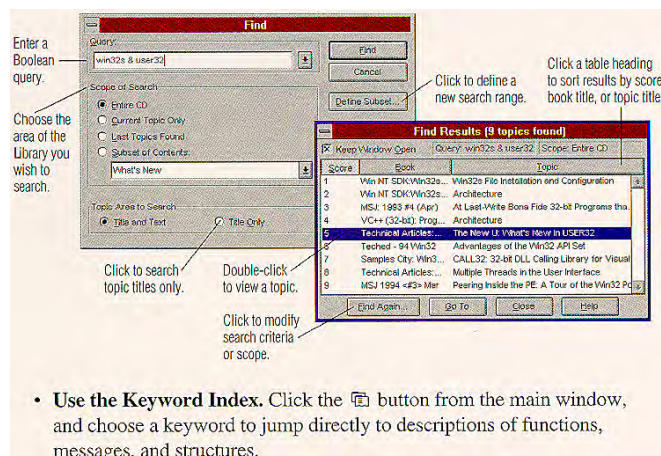 Find
Enter a
Boolean
query.
Query:
win32s & user32
Find
Cancel
Define Subset...
Click to define a
new search range.
Click a table heading
to sort results by score,
book title, or topic title.
Choose the
area of the
Library you
wish to
search.
Scope of Search
Entire CD
Current Topic Only
Last Topics Found
Subset of Contents:
What's New
Topic Area to Search
Title and Text
Title Only
Click to search
topic titles only.
Double-click
to view a topic.
Click to modify
search criteria
or scope.
Find Results (9 topics found)
Keep Window Open Query: win32s & user32 Scope: Entire CD
Score Book Topic
1 Win NT SDK:Win32s... Win32s File Installation and Configuration
2 Win NT SDK:Win32s... Architecture
3 MSJ: 1993 #4 (Apr) At Last-Write Bona Fide 32-bit Programs tha
4 VC++ (32-bit): Prog... Architecture
5 Technical Articles:... The New U: What's New in USER32
6 Teched - 94 Win32 Advantages of the Win32 API Set
7 Samples City: Win3... CALL32: 32-bit DLL Calling Library for Visual
8 Technical Articles:... Multiple Threads in the User Interface
9 MSJ 1994 <#3> Mar Peering Inside the PE: A Tour of the Win32 Po
Find Again... Go To Close Help
• Use the Keyword Index. Click the button from the main window,
and choose a keyword to jump directly to descriptions of functions,
messages, and structures.